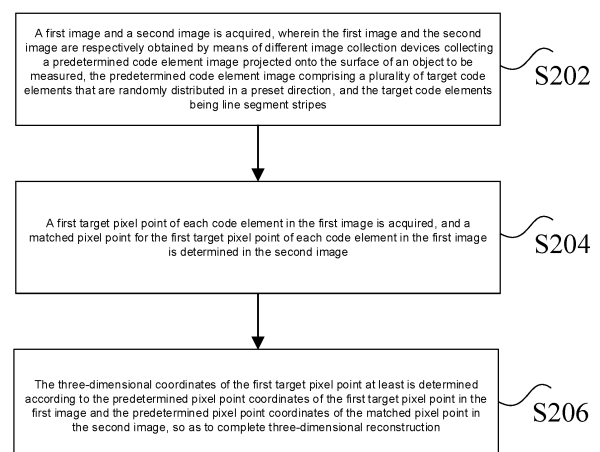 A first image and a second image is acquired, wherein the first image and the second
image are respectively obtained by means of different image collection devices collecting
a predetermined code element image projected onto the surface of an object to be
measured, the predetermined code element image comprising a plurality of target code
elements that are randomly distributed in a preset direction, and the target code elements
being line segment stripes
S202
A first target pixel point of each code element in the first image is acquired, and a
matched pixel point for the first target pixel point of each code element in the first image
is determined in the second image
S204
The three-dimensional coordinates of the first target pixel point at least is determined
according to the predetermined pixel point coordinates of the first target pixel point in
the first image and the predetermined pixel point coordinates of the matched pixel point in
the second image, so as to complete three-dimensional reconstruction
S206